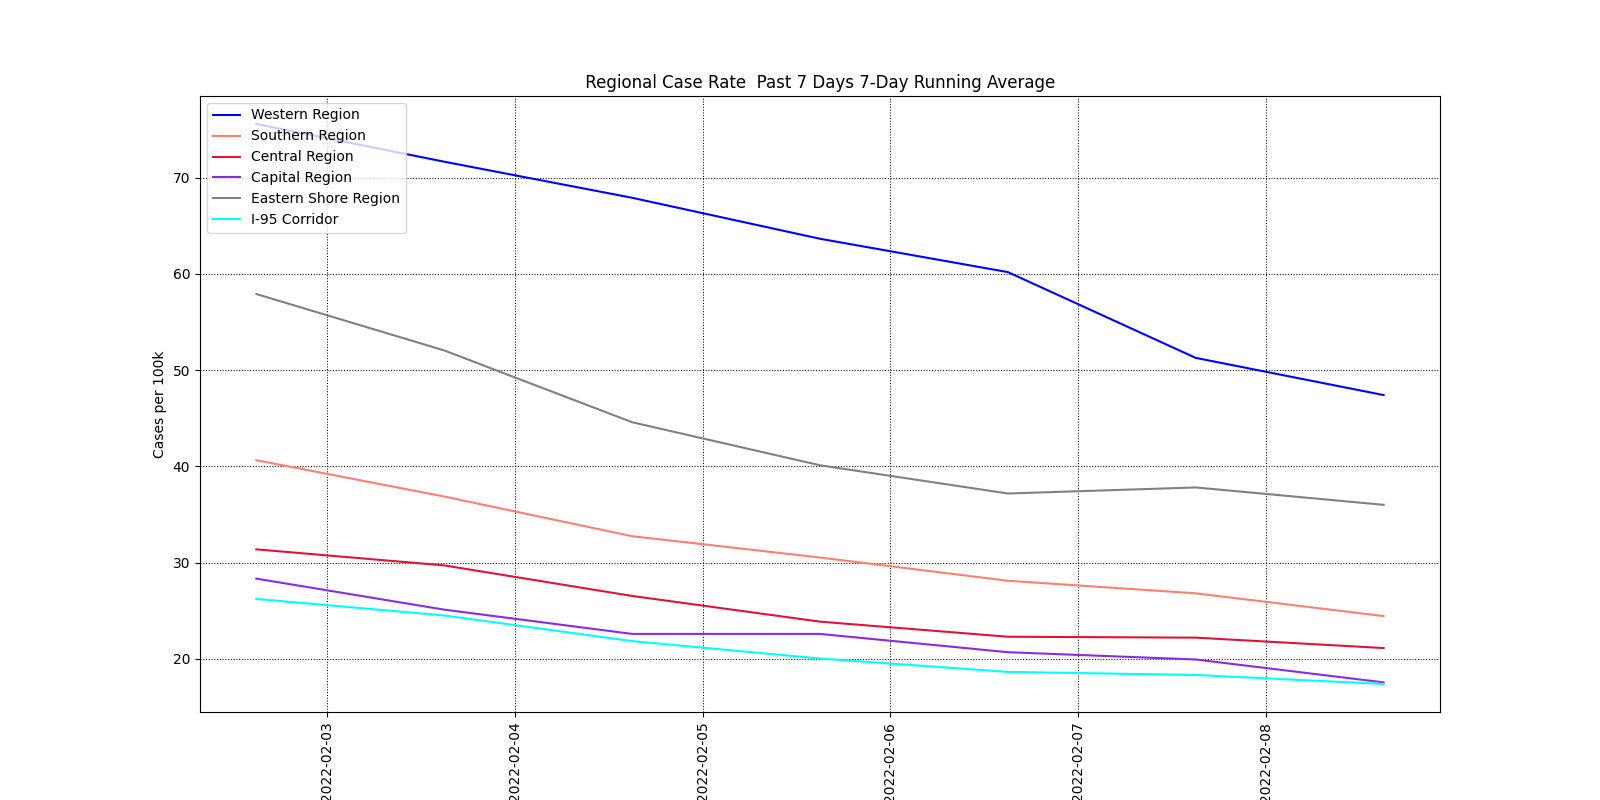 Regional Case Rate  Past 7 Days 7-Day Running Average
Western Region
Southern Region
Central Region
Capital Region
Eastern Shore Region
I-95 Corridor
Cases per 100k
70
60
50
40
30
20
2022-02-03
2022-02-04
2022-02-05
2022-02-06
2022-02-07
2022-02-08